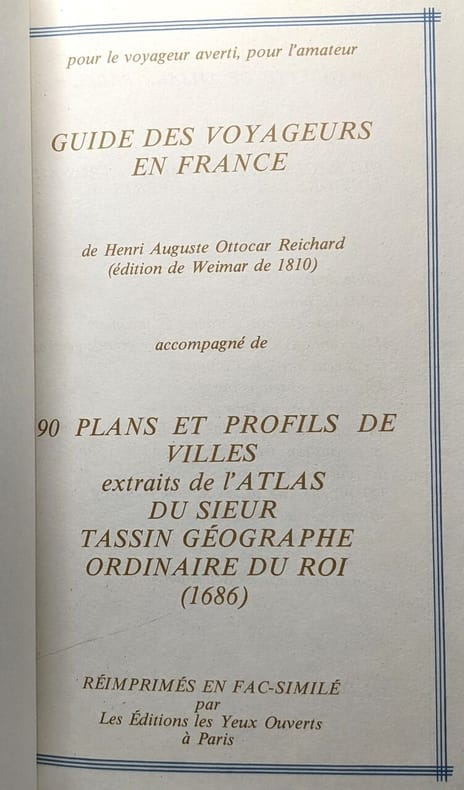 pour le voyageur averti, pour l'amateur
GUIDE DES VOYAGEURS
EN FRANCE
de Henri Auguste Ottocar Reichard
(édition de Weimar de 1810)
accompagné de
90 PLANS ET PROFILS DE
VILLES
extraits de l'ATLAS
DU SIEUR
TASSIN GÉOGRAPHE
ORDINAIRE DU ROI
(1686)
RÉIMPRIMÉS EN FAC-SIMILÉ
par
Les Éditions les Yeux Ouverts
à Paris